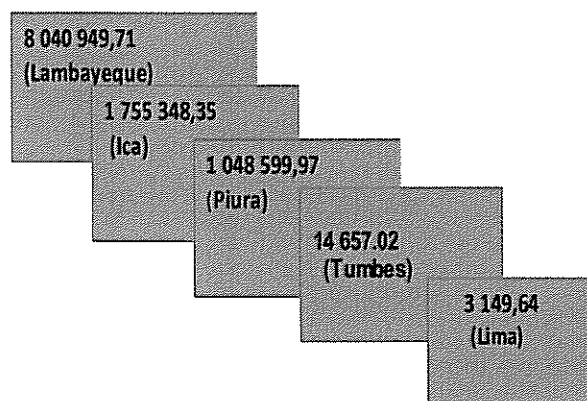 8 040 949,71
(Lambayeque)
1 755 348,35
(Ica)
1 048 599,97
(Piura)
14 657.02
(Tumbes)
3 149,64
(Lima)